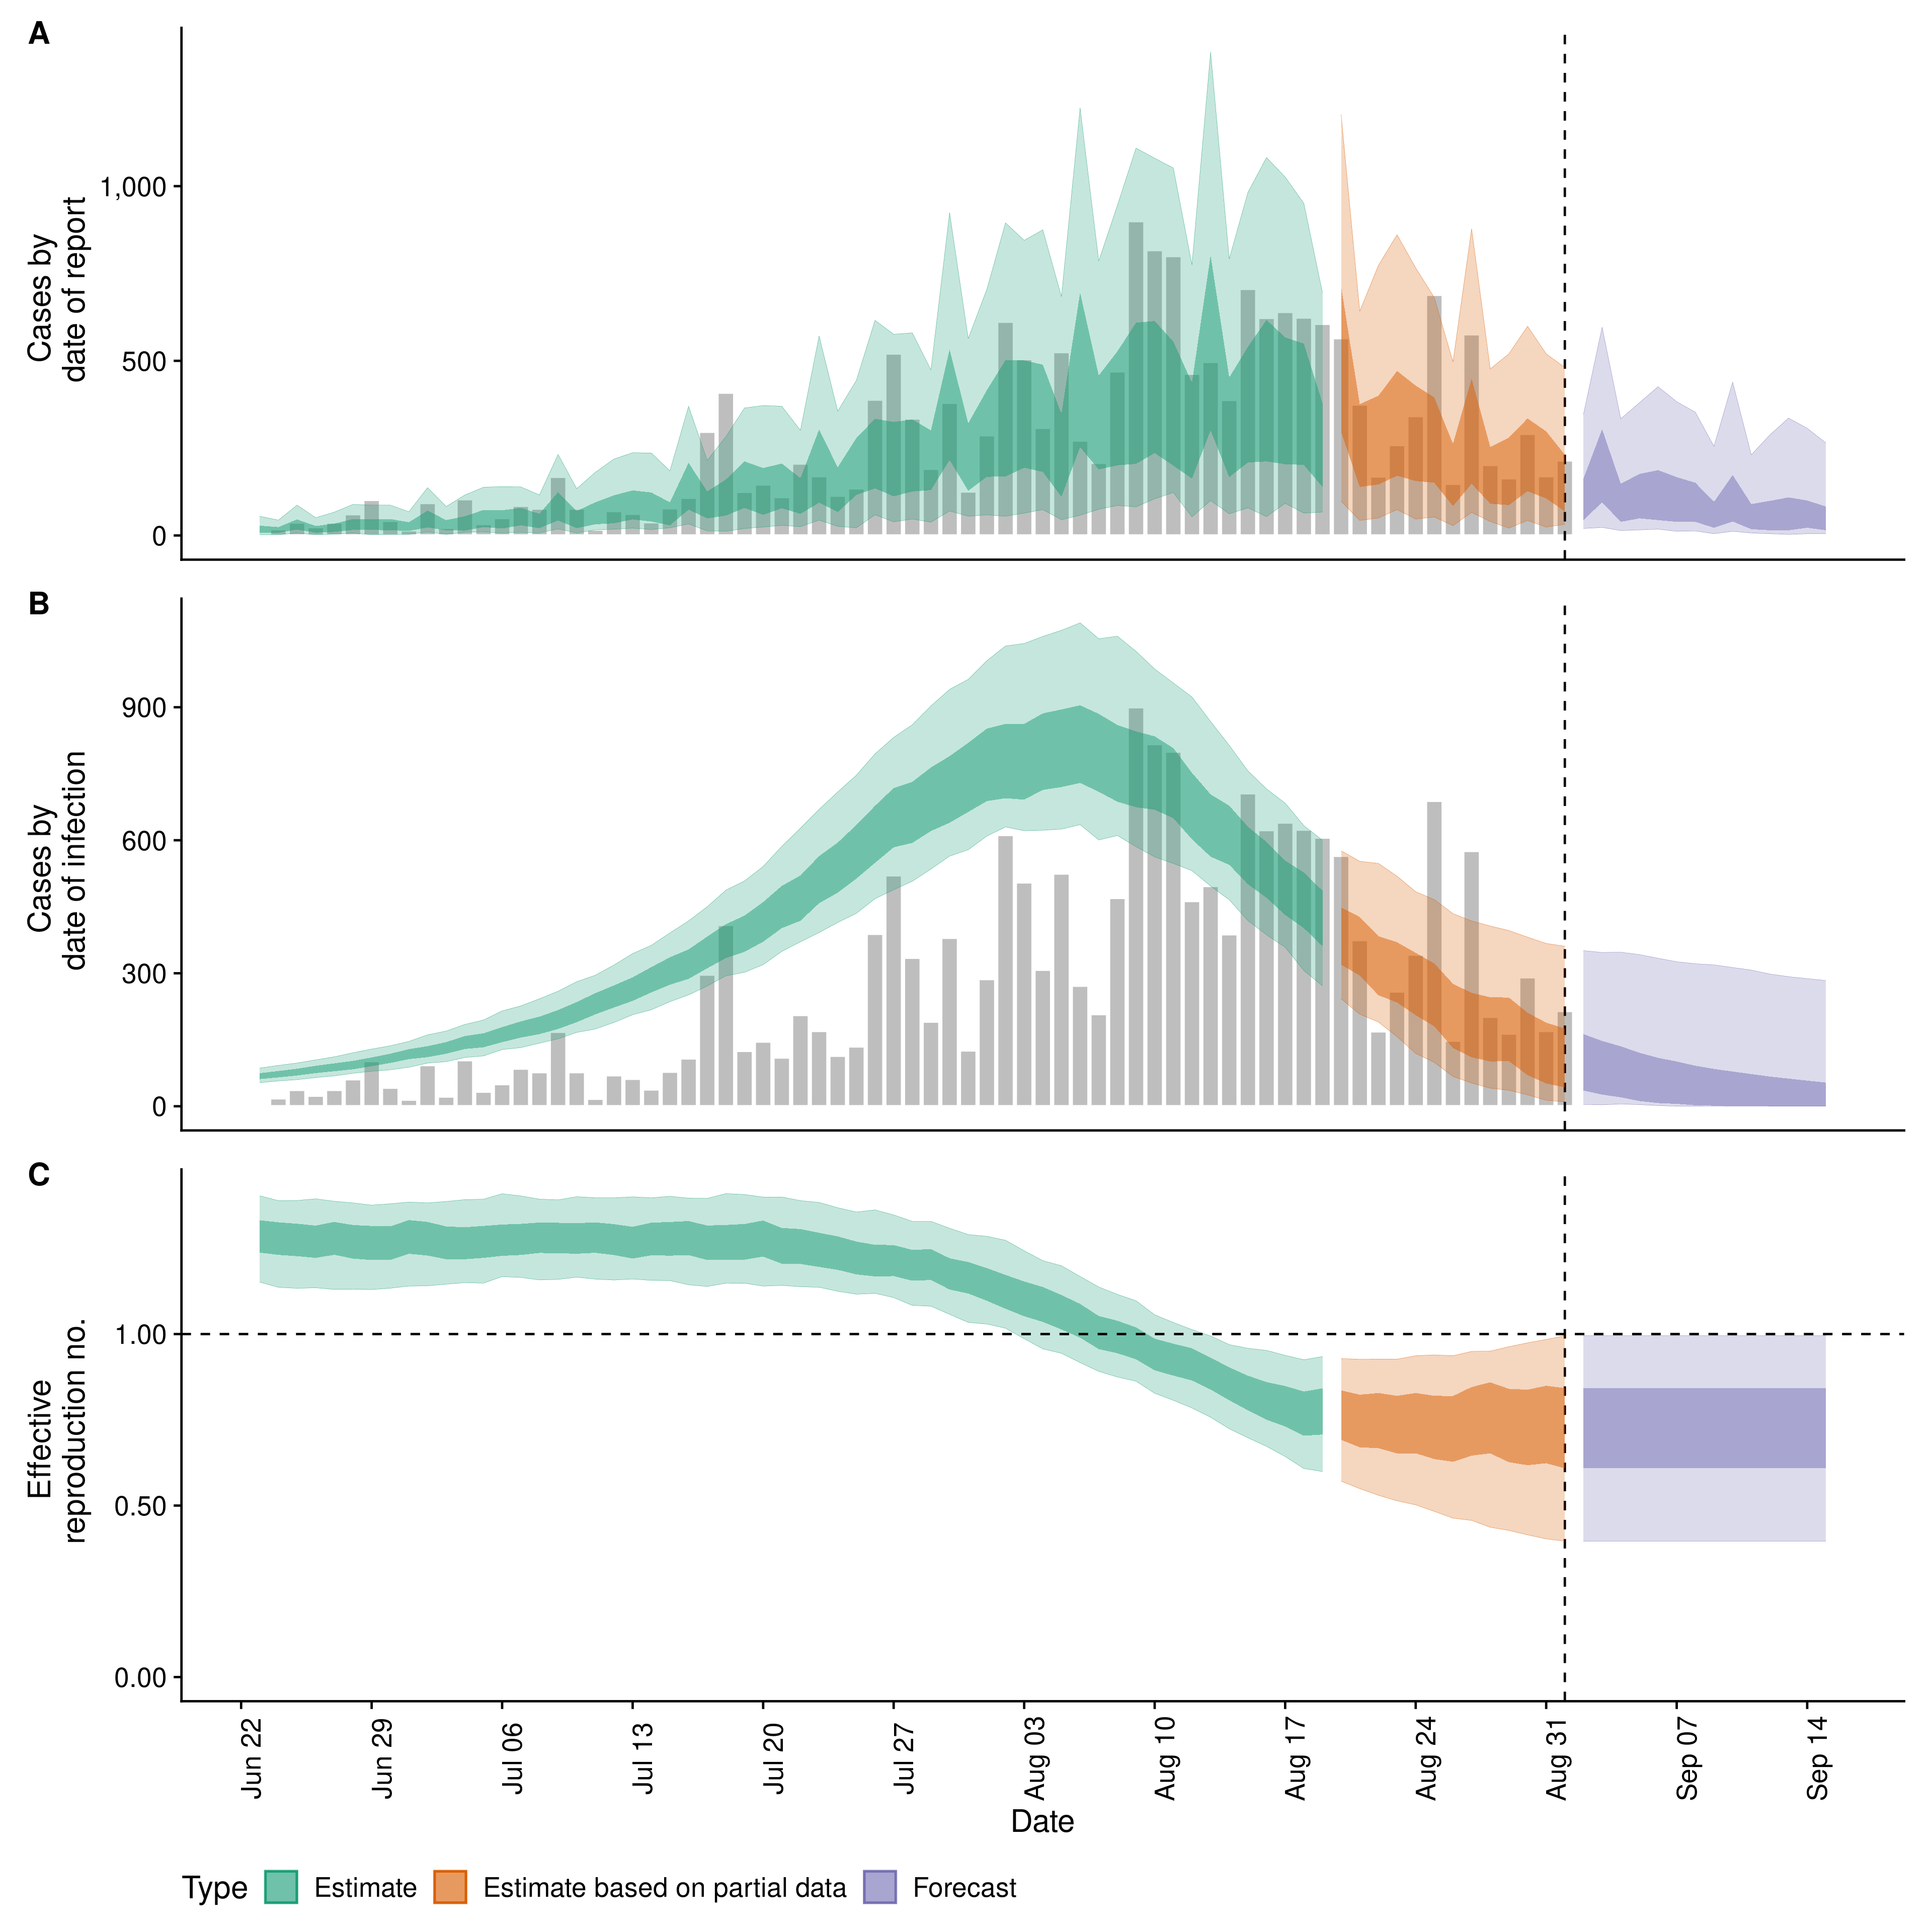 A
Cases by
date of report
1,000
500
0
B
Cases by
date of infection
900
600
300
0
C
Effective
reproduction no.
1.00
0.50
0.00
Jun 22
Jun 29
Jul 06
Jul 13
Jul 20
Jul 27
Aug 03
Aug 10
Aug 17
Aug 24
Aug 31
Sep 07
Sep 14
Date
Type Estimate Estimate based on partial data Forecast